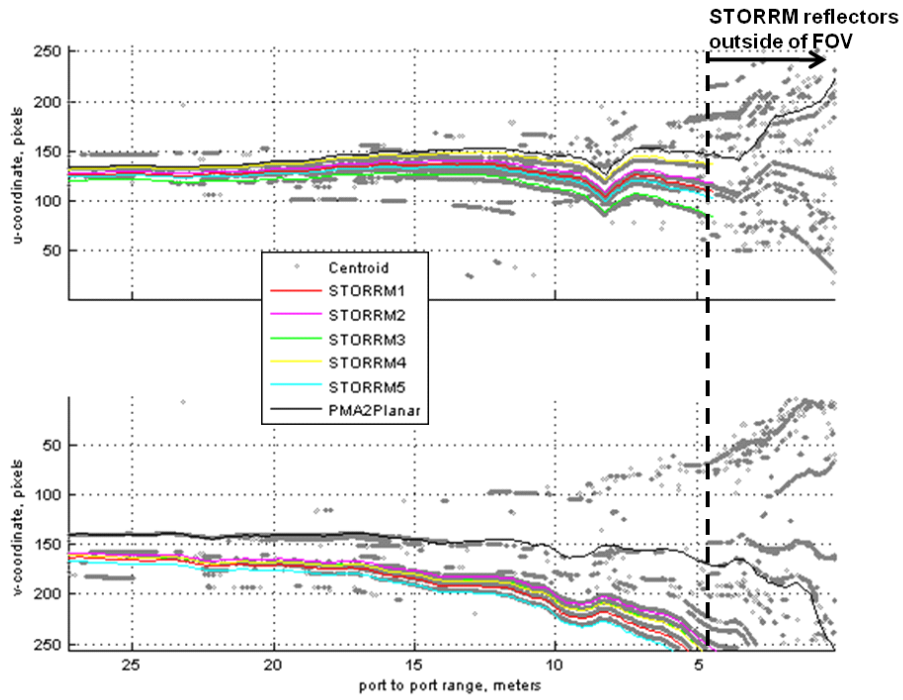 STORRM reflectors
outside of FOV
250
200
150
100
50
u-coordinate, pixels
Centroid
STORRM1
STORRM2
STORRM3
STORRM4
STORRM5
PMA2Planar
50
100
150
200
250
v-coordinate, pixels
25 20 15 10 5
port to port range, meters